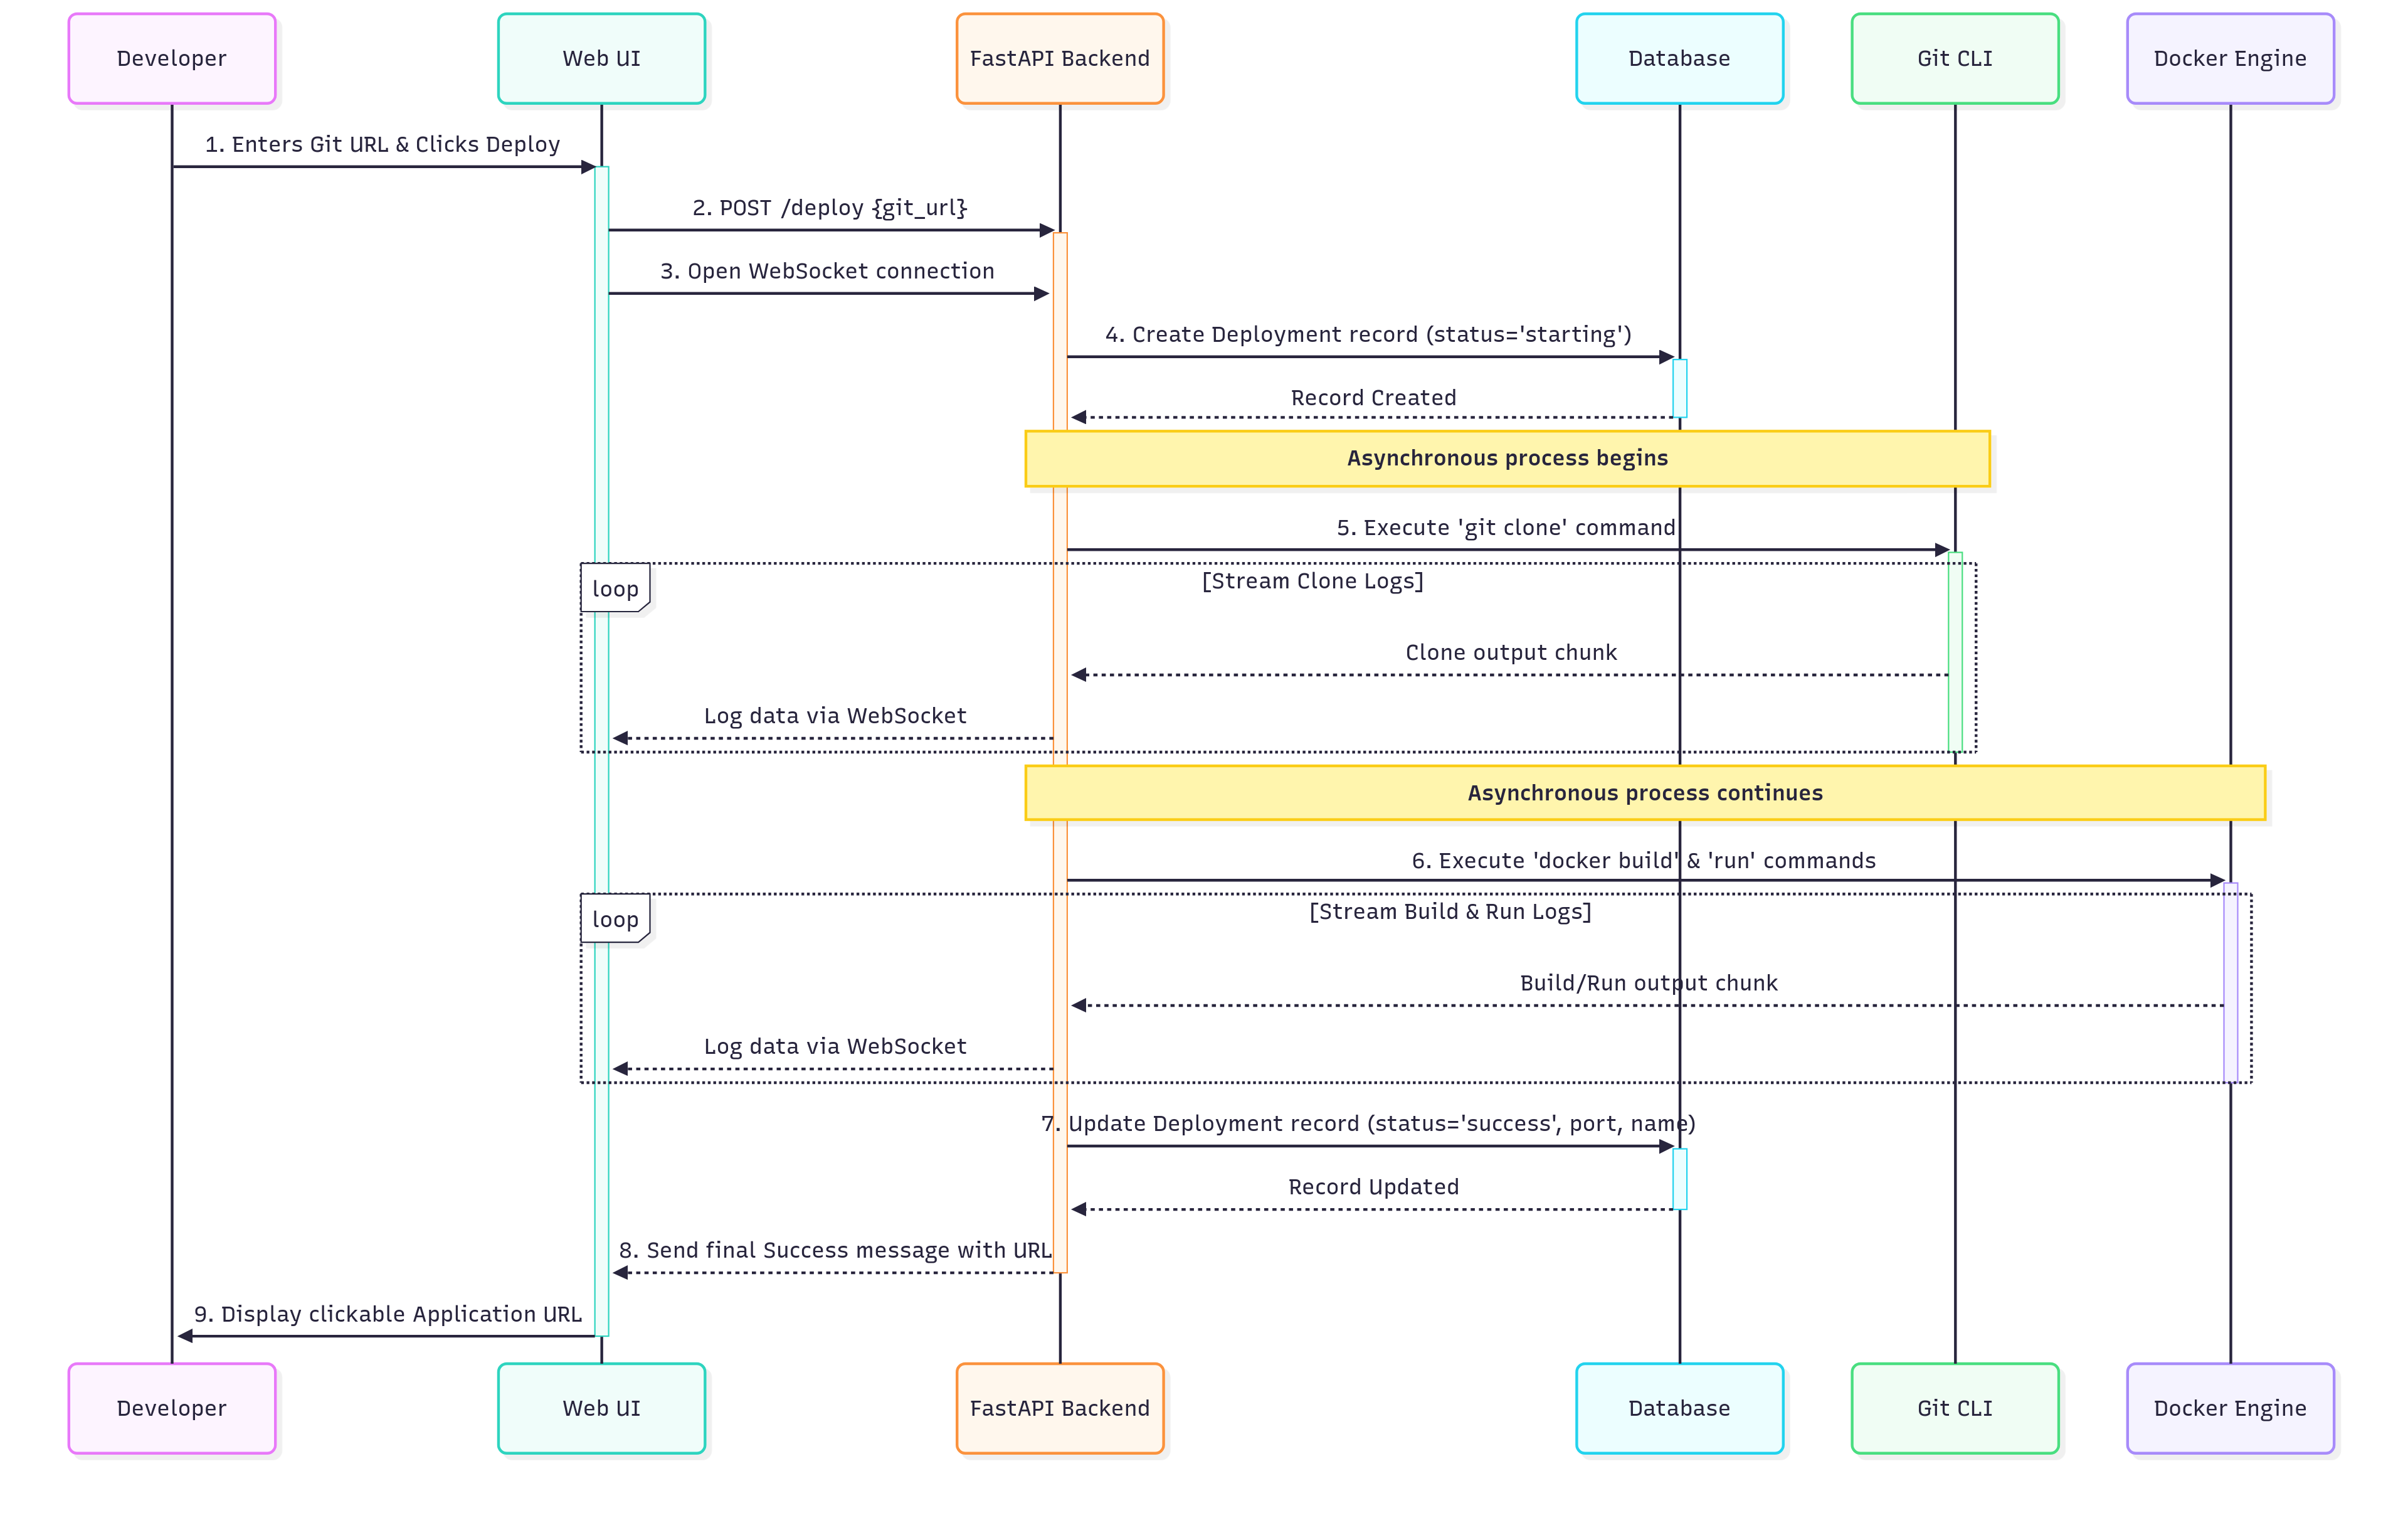 Developer
Web UI
FastAPI Backend
Database
Git CLI
Docker Engine
1. Enters Git URL & Clicks Deploy
2. POST /deploy {git_url}
3. Open WebSocket connection
4. Create Deployment record (status='starting')
Record Created
Asynchronous process begins
5. Execute 'git clone' command
loop
[Stream Clone Logs]
Clone output chunk
Log data via WebSocket
Asynchronous process continues
6. Execute 'docker build' & 'run' commands
loop
[Stream Build & Run Logs]
Build/Run output chunk
Log data via WebSocket
7. Update Deployment record (status='success', port, name)
Record Updated
8. Send final Success message with URL
9. Display clickable Application URL
Developer
Web UI
FastAPI Backend
Database
Git CLI
Docker Engine